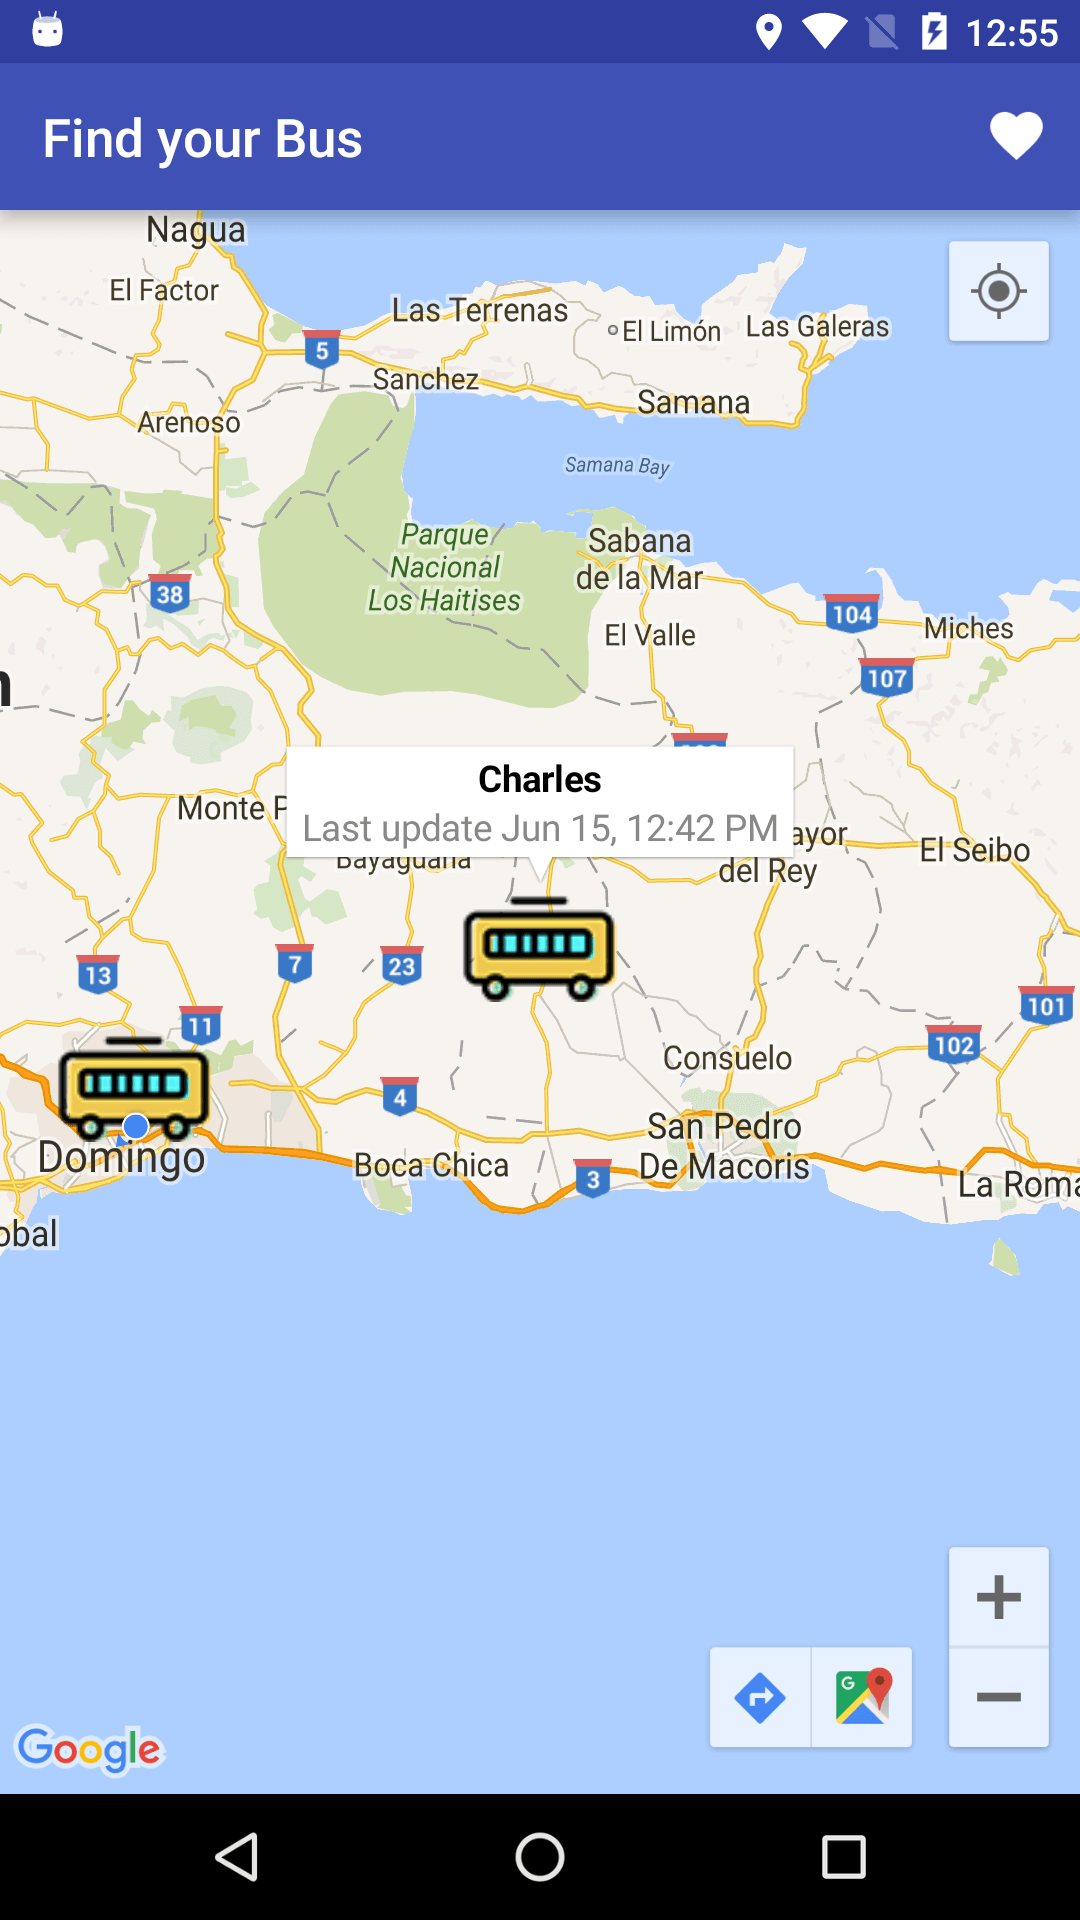 12:55
Find your Bus
Nagua
El Factor
Las Terrenas
El Limón
Las Galeras
5
Sanchez
Samana
Arenoso
Samana Bay
Parque
Nacional
Los Haitises
Sabana
de la Mar
38
104
El Valle
Miches
107
Charles
Monte P
Last update Jun 15, 12:42 PM
ayor
El Seibo
Bayaguana
del Rey
7
23
13
101
11
102
Consuelo
4
San Pedro
De Macoris
Domingo
Boca Chica
3
La Roma
obal
G
Google